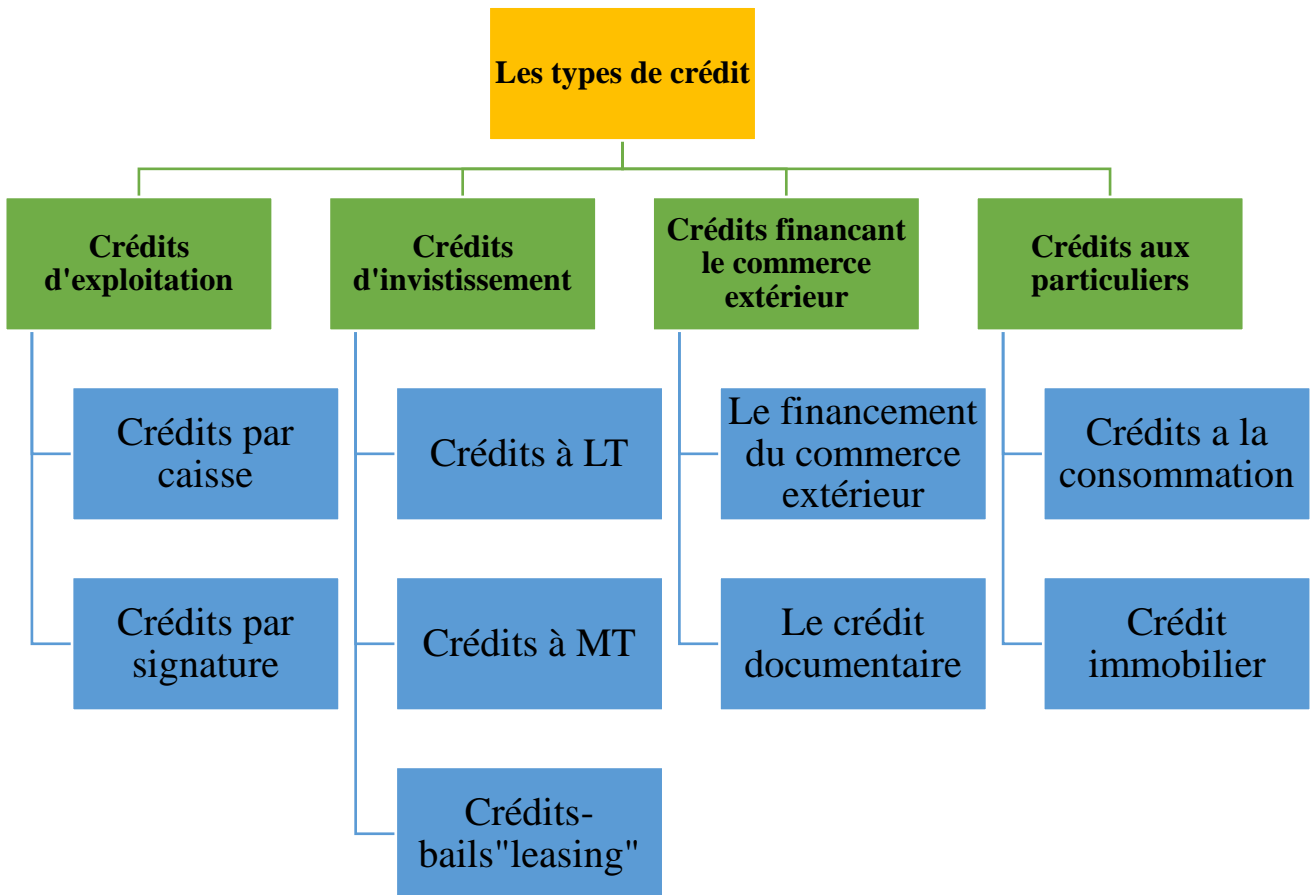 Les types de crédit
Crédits
d'exploitation
Crédits
d'invistissement
Crédits financant
le commerce
extérieur
Crédits aux
particuliers
Crédits par
caisse
Crédits par
signature
Crédits à LT
Crédits à MT
Crédits-
bails"leasing"
Le financement
du commerce
extérieur
Le crédit
documentaire
Crédits a la
consommation
Crédit
immobilier